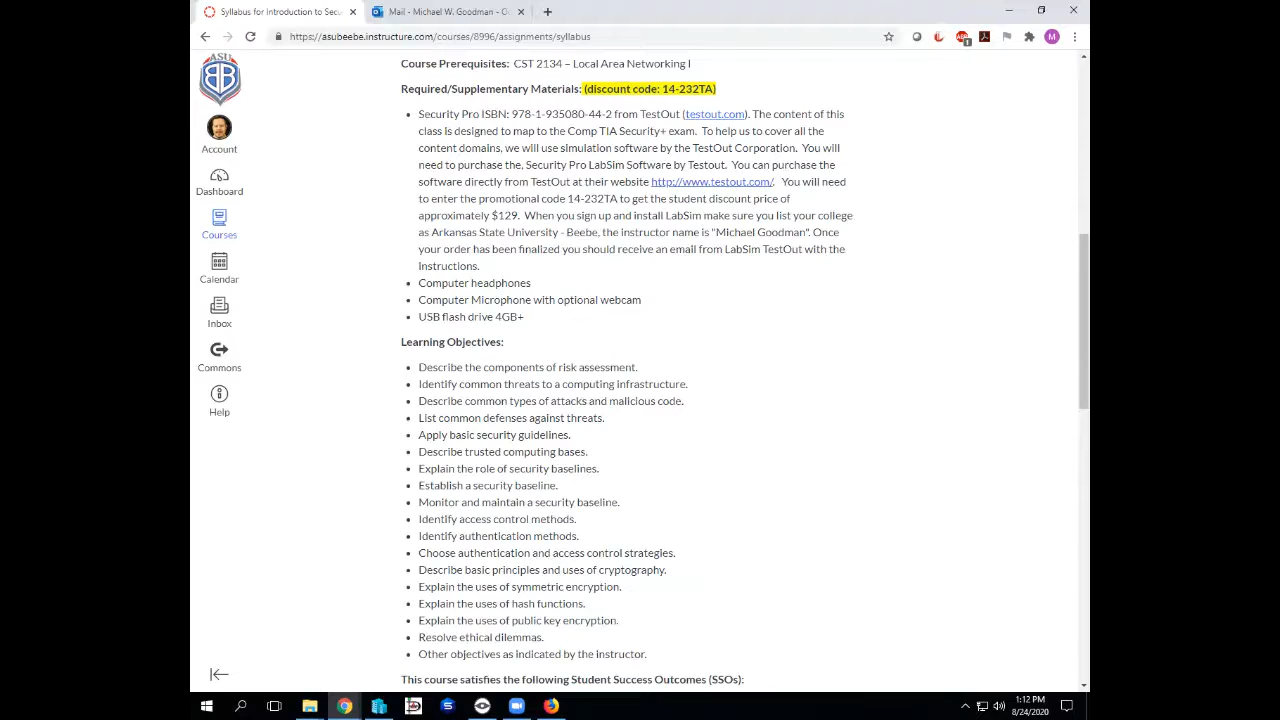 Syllabus for introduction to Secu
Mail - Michael W. Goodman - Ou
https://asubeebe.instructure.com/courses/8996/assignments/syllabus
1
M
ASU
BB
Account
Dashboard
Courses
Calendar
Inbox
Commons
Help
Course Prerequisites: CST 2134 – Local Area Networking I
Required/Supplementary Materials: (discount code: 14-232TA)
• Security Pro ISBN: 978-1-935080-44-2 from TestOut (testout.com). The content of this
class is designed to map to the Comp TIA Security+ exam. To help us to cover all the
content domains, we will use simulation software by the TestOut Corporation. You will
need to purchase the, Security Pro LabSim Software by Testout. You can purchase the
software directly from TestOut at their website http://www.testout.com/. You will need
to enter the promotional code 14-232TA to get the student discount price of
approximately $129. When you sign up and install LabSim make sure you list your college
as Arkansas State University - Beebe, the instructor name is "Michael Goodman". Once
your order has been finalized you should receive an email from LabSim TestOut with the
Instructions.
• Computer headphones
• Computer Microphone with optional webcam
• USB flash drive 4GB+
Learning Objectives:
• Describe the components of risk assessment.
• Identify common threats to a computing infrastructure.
• Describe common types of attacks and malicious code.
• List common defenses against threats.
• Apply basic security guidelines.
• Describe trusted computing bases.
• Explain the role of security baselines.
• Establish a security baseline.
• Monitor and maintain a security baseline.
• Identify access control methods.
• Identify authentication methods.
• Choose authentication and access control strategies.
• Describe basic principles and uses of cryptography.
• Explain the uses of symmetric encryption.
• Explain the uses of hash functions.
• Explain the uses of public key encryption.
• Resolve ethical dilemmas.
• Other objectives as indicated by the instructor.
This course satisfies the following Student Success Outcomes (SSOs):
1:12 PM
8/24/2020